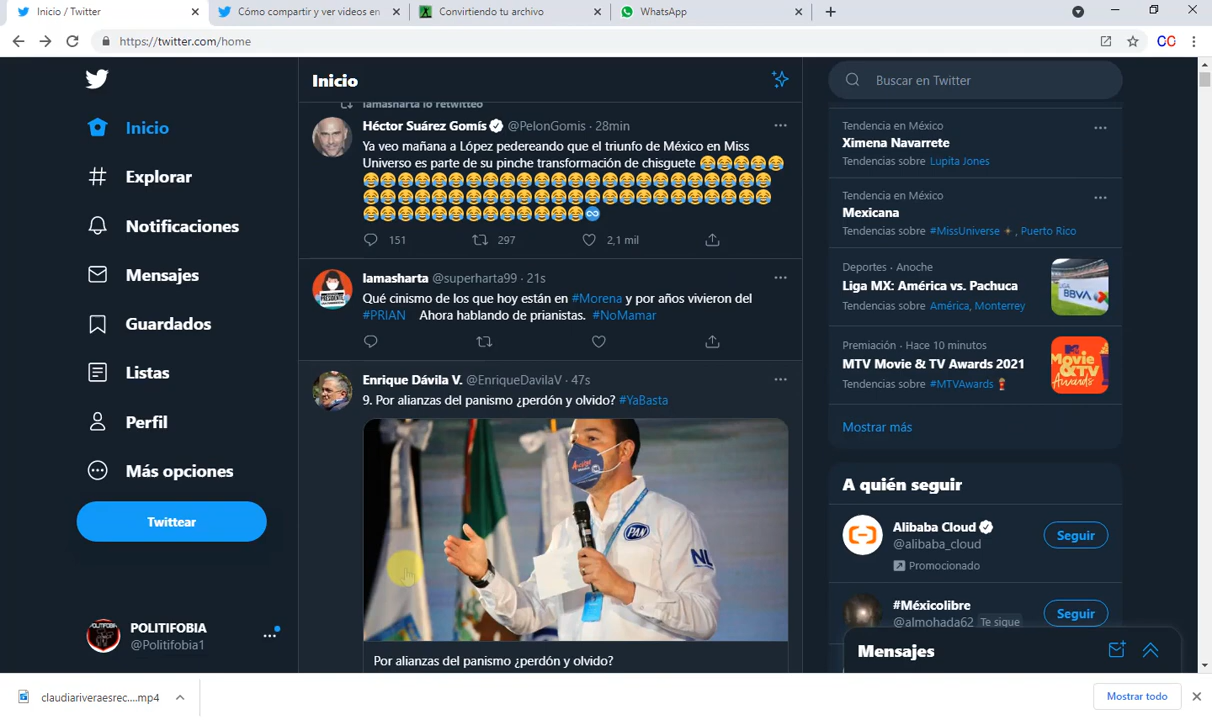 Inicio / Twitter
Cómo compartir y ver videos en
Convirtiendo tu archivo
WhatsApp
https://twitter.com/home
Inicio
Explorar
Notificaciones
Mensajes
Guardados
Listas
Perfil
Más opciones
Twittear
POLITIFOBIA
@Politifobia1
Inicio
lamasharta lo retwitteó
Héctor Suárez Gomís @PelonGomis · 28min
Ya veo mañana a López pedereando que el triunfo de México en Miss
Universo es parte de su pinche transformación de chisguete 😂😂😂😂😂
😂😂😂😂😂😂😂😂😂😂😂😂😂😂😂😂😂😂😂😂😂😂😂😂
😂😂😂😂😂😂😂😂😂😂😂😂😂😂😂😂😂😂😂😂😂😂😂😂
😂😂😂😂😂😂😂😂😂😂😂😂😂♾
151 297 2,1 mil
lamasharta @superharta99 · 21s
Qué cinismo de los que hoy están en #Morena y por años vivieron del
#PRIAN Ahora hablando de prianistas. #NoMamar
Enrique Dávila V. @EnriqueDavilaV · 47s
9. Por alianzas del panismo ¿perdón y olvido? #YaBasta
PAN
NL
Por alianzas del panismo ¿perdón y olvido?
Buscar en Twitter
Tendencia en México
Ximena Navarrete
Tendencias sobre Lupita Jones
Tendencia en México
Mexicana
Tendencias sobre #MissUniverse , Puerto Rico
Deportes · Anoche
Liga MX: América vs. Pachuca
Tendencias sobre América, Monterrey
BBVA
Premiación · Hace 10 minutos
MTV Movie & TV Awards 2021
Tendencias sobre #MTVAwards 🍿
MOVIE & TV
Mostrar más
A quién seguir
Alibaba Cloud
@alibaba_cloud
Promocionado
Seguir
#Méxicolibre
@almohada62 Te sigue
Seguir
Mensajes
claudiariveraesrec....mp4
Mostrar todo